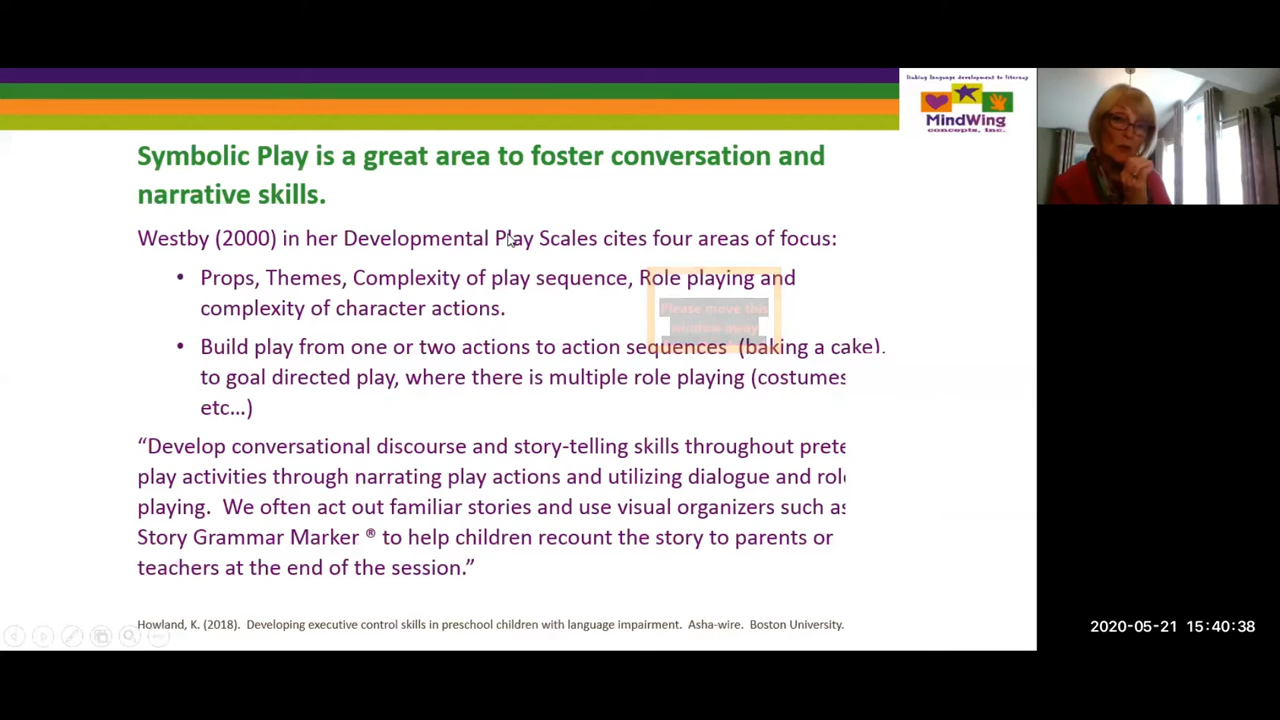 linking language development to literacy
MindWing
concepts, inc.
Symbolic Play is a great area to foster conversation and
narrative skills.
Westby (2000) in her Developmental Play Scales cites four areas of focus:
• Props, Themes, Complexity of play sequence, Role playing and
complexity of character actions.
Please move this
window away
• Build play from one or two actions to action sequences (baking a cake).
to goal directed play, where there is multiple role playing (costumes
etc…)
“Develop conversational discourse and story-telling skills throughout prete
play activities through narrating play actions and utilizing dialogue and role
playing. We often act out familiar stories and use visual organizers such as
Story Grammar Marker ® to help children recount the story to parents or
teachers at the end of the session.”
Howland, K. (2018). Developing executive control skills in preschool children with language impairment. Asha-wire. Boston University.
2020-05-21 15:40:38